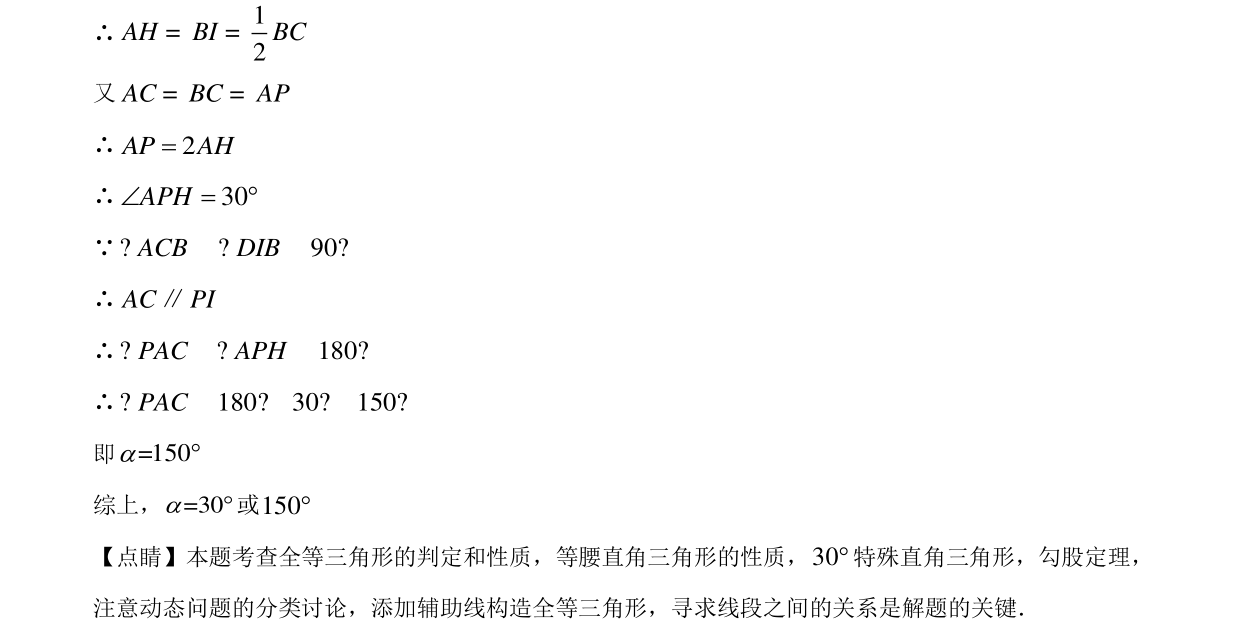 ∴ AH = BI = 1/2 BC
又 AC = BC = AP
∴ AP = 2AH
∴ ∠APH = 30°
∵ ? ACB ? DIB 90?
∴ AC // PI
∴ ? PAC ? APH 180?
∴ ? PAC 180? 30? 150?
即 α=150°
综上，α=30° 或150°
【点睛】本题考查全等三角形的判定和性质，等腰直角三角形的性质，30° 特殊直角三角形，勾股定理，
注意动态问题的分类讨论，添加辅助线构造全等三角形，寻求线段之间的关系是解题的关键．